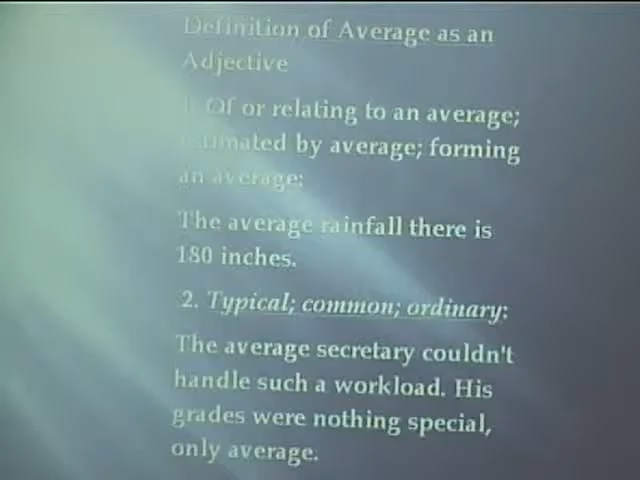 Definition of Average as an
Adjective
1. Of or relating to an average;
estimated by average; forming
an average:
The average rainfall there is
180 inches.
2. Typical; common; ordinary:
The average secretary couldn't
handle such a workload. His
grades were nothing special,
only average.